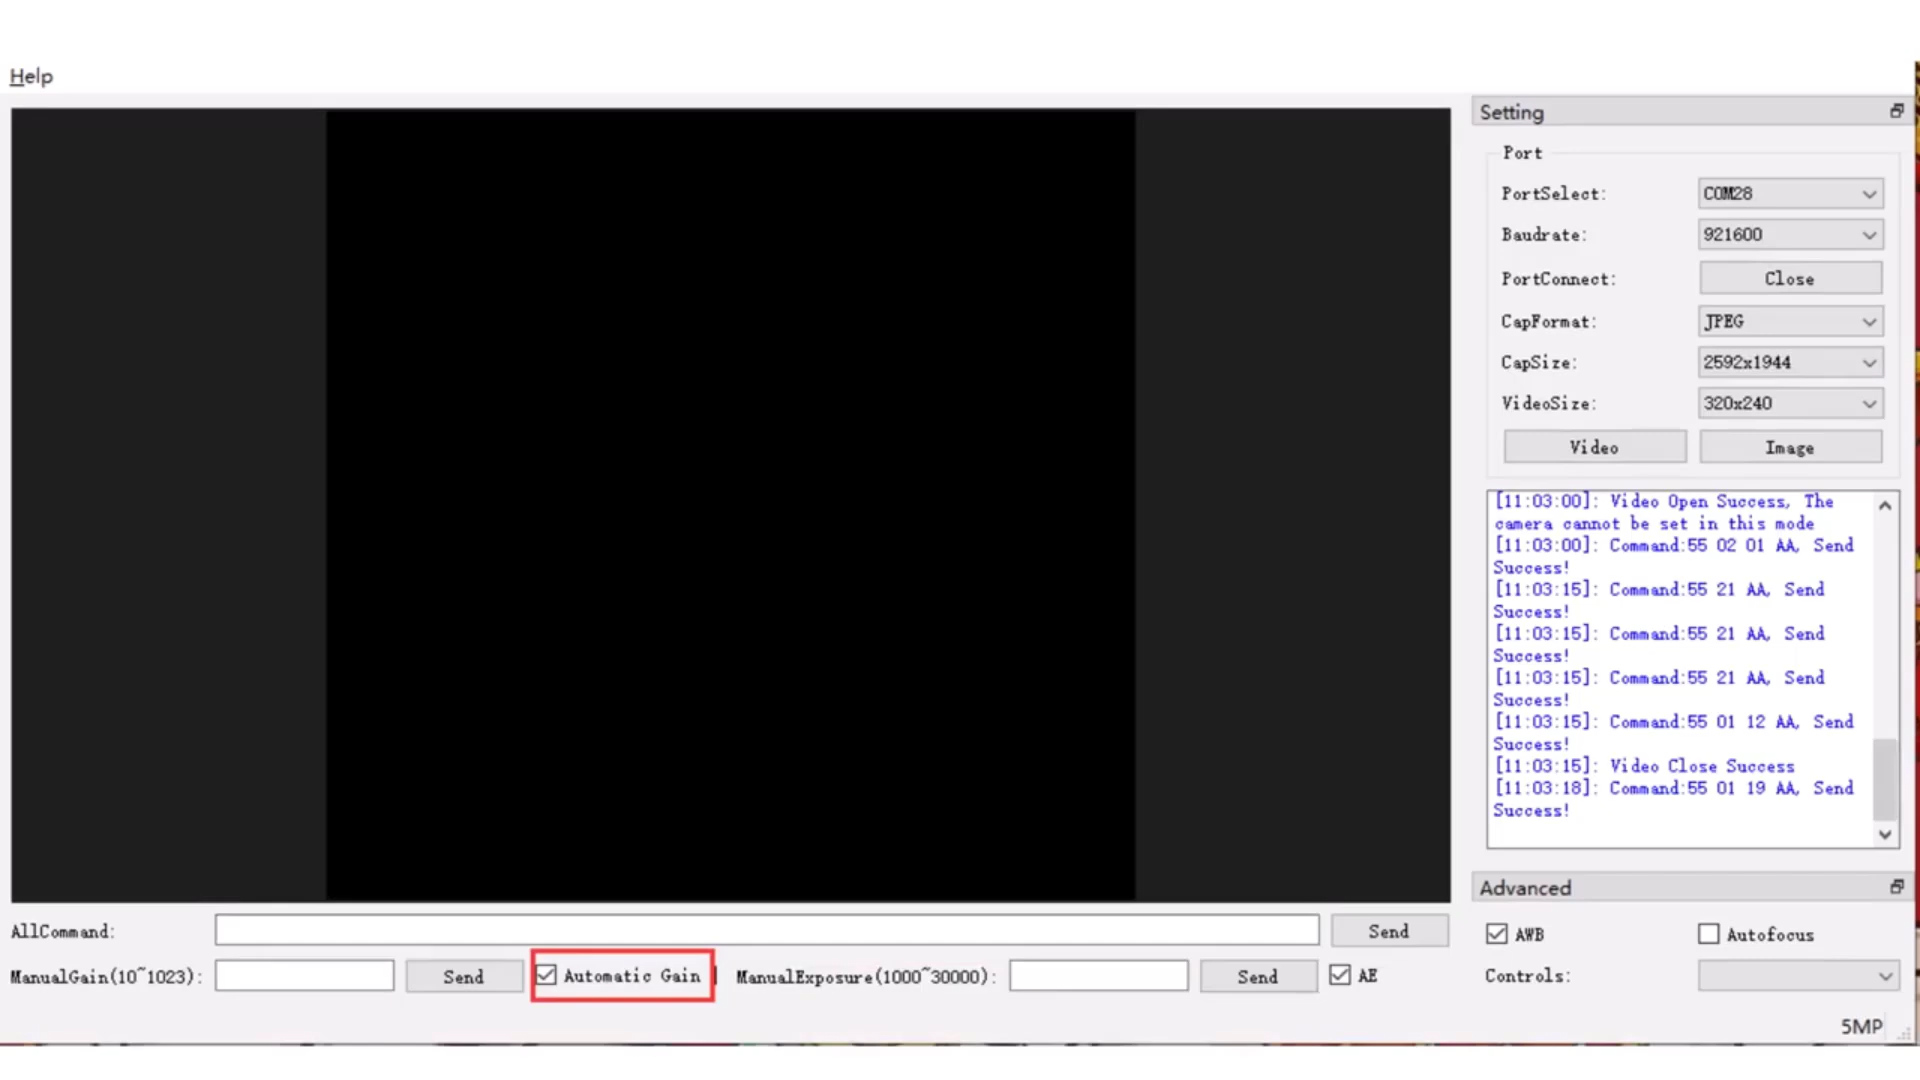 Help
Setting
Port
PortSelect: COM28
Baudrate: 921600
PortConnect: Close
CapFormat: JPEG
CapSize: 2592x1944
VideoSize: 320x240
Video Image
[11:03:00]: Video Open Success, The
camera cannot be set in this mode
[11:03:00]: Command:55 02 01 AA, Send
Success!
[11:03:15]: Command:55 21 AA, Send
Success!
[11:03:15]: Command:55 21 AA, Send
Success!
[11:03:15]: Command:55 21 AA, Send
Success!
[11:03:15]: Command:55 01 12 AA, Send
Success!
[11:03:15]: Video Close Success
[11:03:18]: Command:55 01 19 AA, Send
Success!
Advanced
AWB Autofocus
Controls:
AllCommand: Send
ManualGain(10~1023): Send Automatic Gain ManualExposure(1000~30000): Send AE
5MP